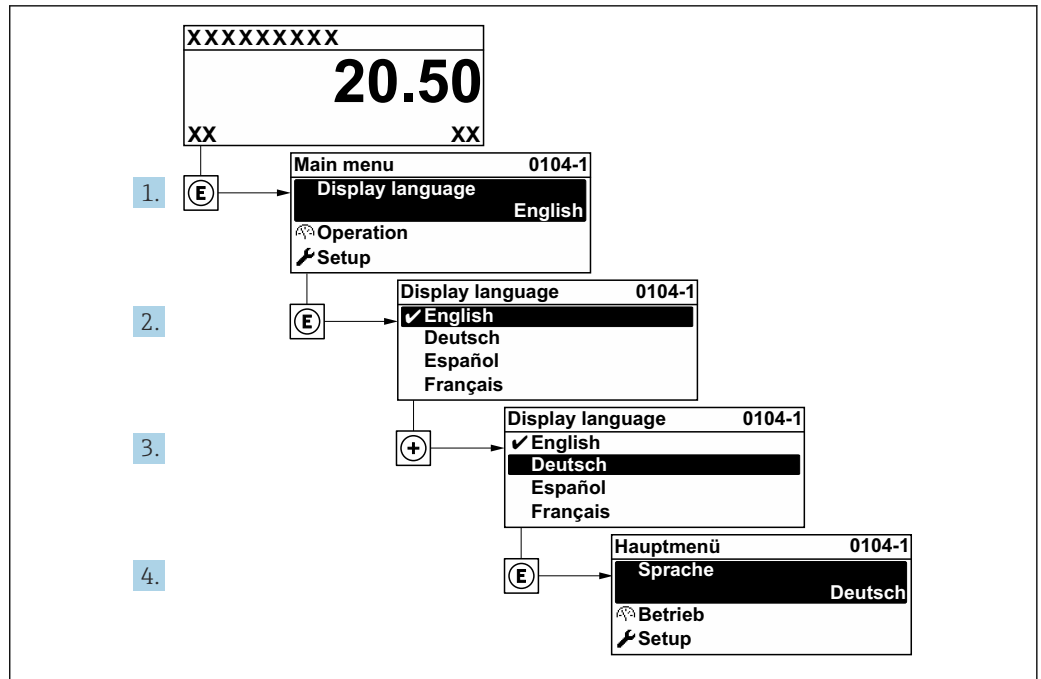 XXXXXXXXX
20.50
XX XX
Main menu 0104-1
1. E Display language
English
Operation
Setup
Display language 0104-1
2. E ✔English
Deutsch
Español
Français
Display language 0104-1
3. + ✔English
Deutsch
Español
Français
Hauptmenü 0104-1
4. E Sprache
Deutsch
Betrieb
Setup